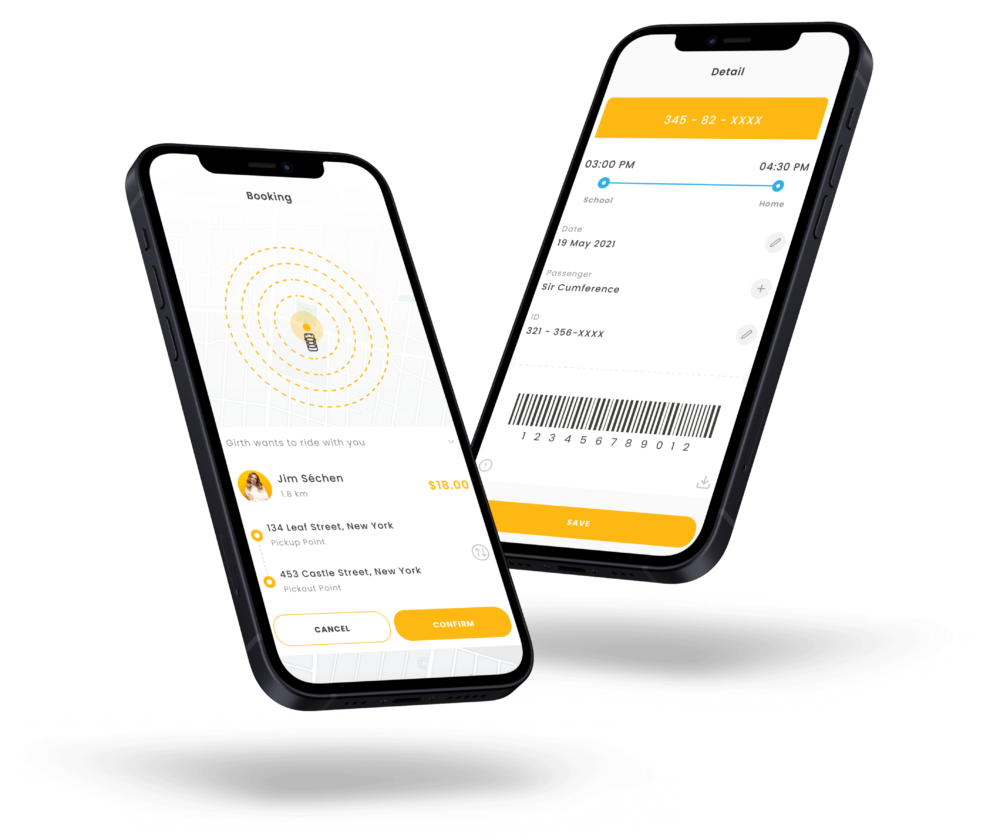 Booking
Girth wants to ride with you
Jim Séchen
1.8 km
$18.00
134 Leaf Street, New York
Pickup Point
453 Castle Street, New York
Pickout Point
CANCEL
CONFIRM
Detail
345 - 82 - XXXX
03:00 PM
04:30 PM
School
Home
Date
19 May 2021
Passenger
Sir Cumference
ID
321 - 356-XXXX
1 2 3 4 5 6 7 8 9 0 1 2
SAVE